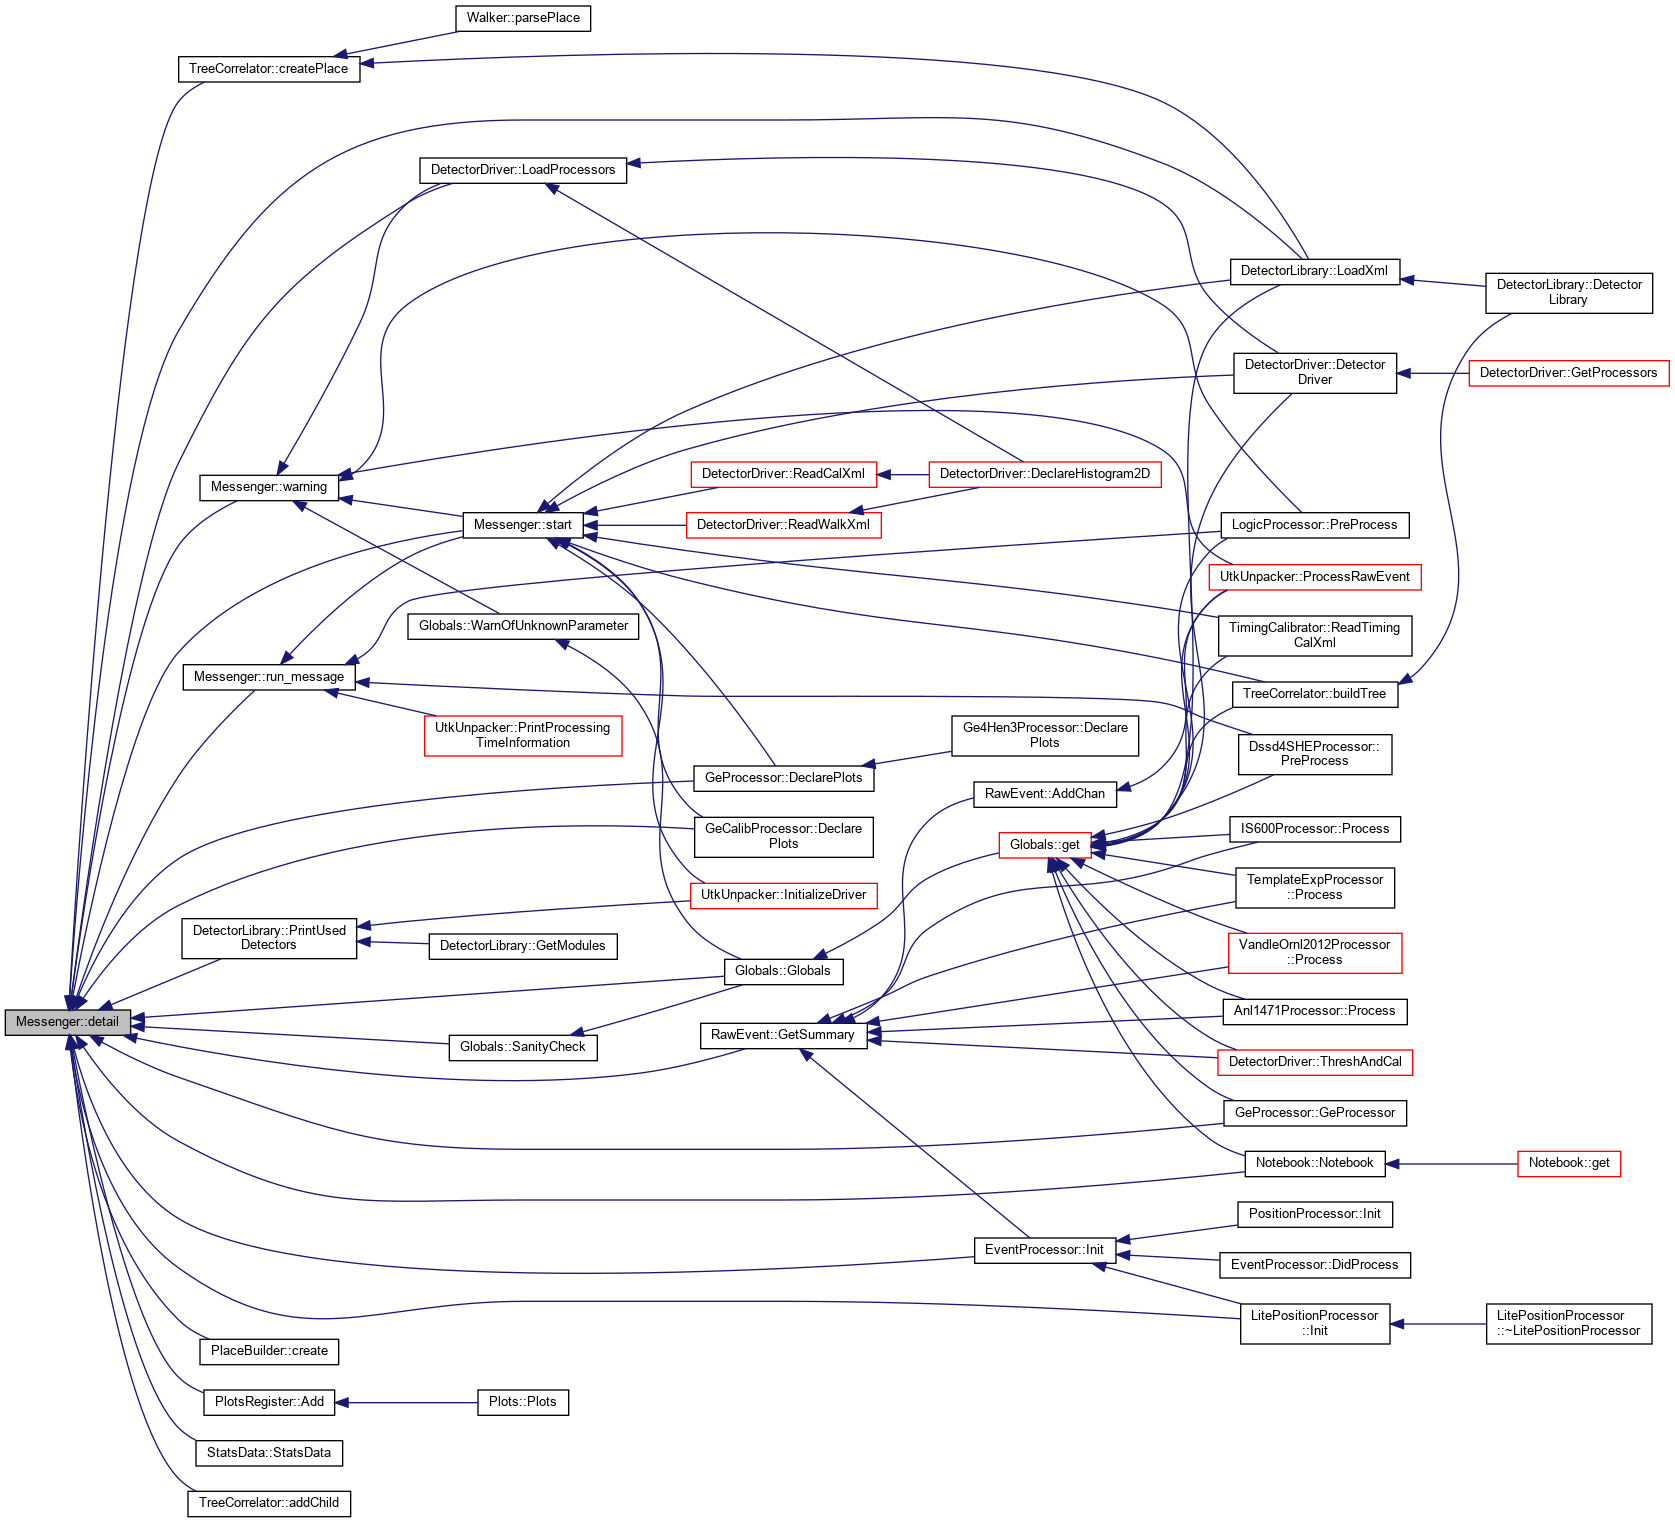 Walker::parsePlace
TreeCorrelator::createPlace
DetectorDriver::LoadProcessors
DetectorLibrary::LoadXml
DetectorLibrary::Detector
Library
DetectorDriver::Detector
Driver
DetectorDriver::GetProcessors
Messenger::warning
DetectorDriver::ReadCalXml
DetectorDriver::DeclareHistogram2D
Messenger::start
DetectorDriver::ReadWalkXml
LogicProcessor::PreProcess
UtkUnpacker::ProcessRawEvent
Globals::WarnOfUnknownParameter
TimingCalibrator::ReadTiming
CalXml
Messenger::run_message
TreeCorrelator::buildTree
UtkUnpacker::PrintProcessing
TimeInformation
Ge4Hen3Processor::Declare
Plots
Dssd4SHEProcessor::
PreProcess
GeProcessor::DeclarePlots
RawEvent::AddChan
GeCalibProcessor::Declare
Plots
Globals::get
IS600Processor::Process
TemplateExpProcessor
::Process
UtkUnpacker::InitializeDriver
DetectorLibrary::PrintUsed
Detectors
DetectorLibrary::GetModules
VandleOrnl2012Processor
::Process
Globals::Globals
Anl1471Processor::Process
Messenger::detail
Globals::SanityCheck
RawEvent::GetSummary
DetectorDriver::ThreshAndCal
GeProcessor::GeProcessor
Notebook::Notebook
Notebook::get
PositionProcessor::Init
EventProcessor::Init
EventProcessor::DidProcess
LitePositionProcessor
::Init
LitePositionProcessor
::~LitePositionProcessor
PlaceBuilder::create
PlotsRegister::Add
Plots::Plots
StatsData::StatsData
TreeCorrelator::addChild